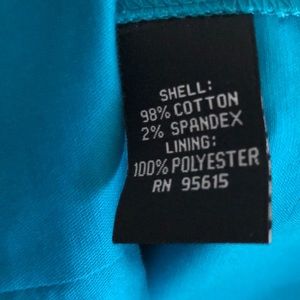 SHELL:
98% COTTON
2% SPANDEX
LINING:
100% POLYESTER
RN 95615